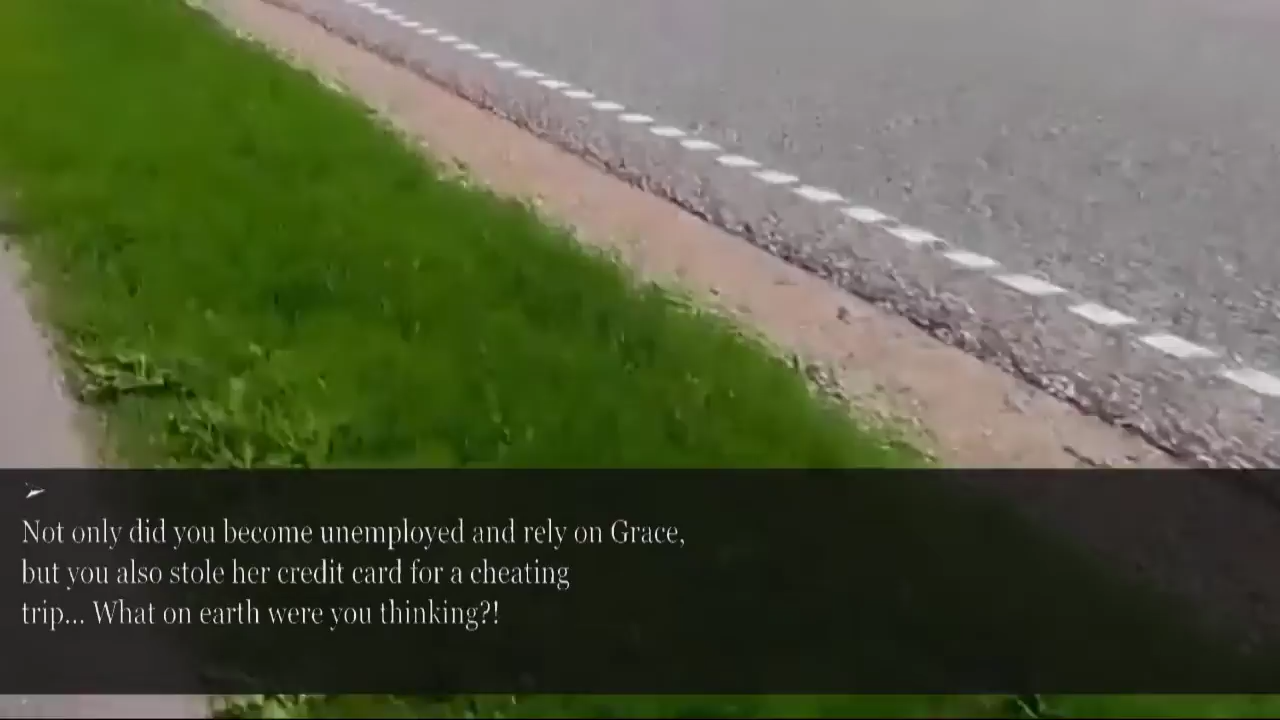 Not only did you become unemployed and rely on Grace,
but you also stole her credit card for a cheating
trip... What on earth were you thinking?!